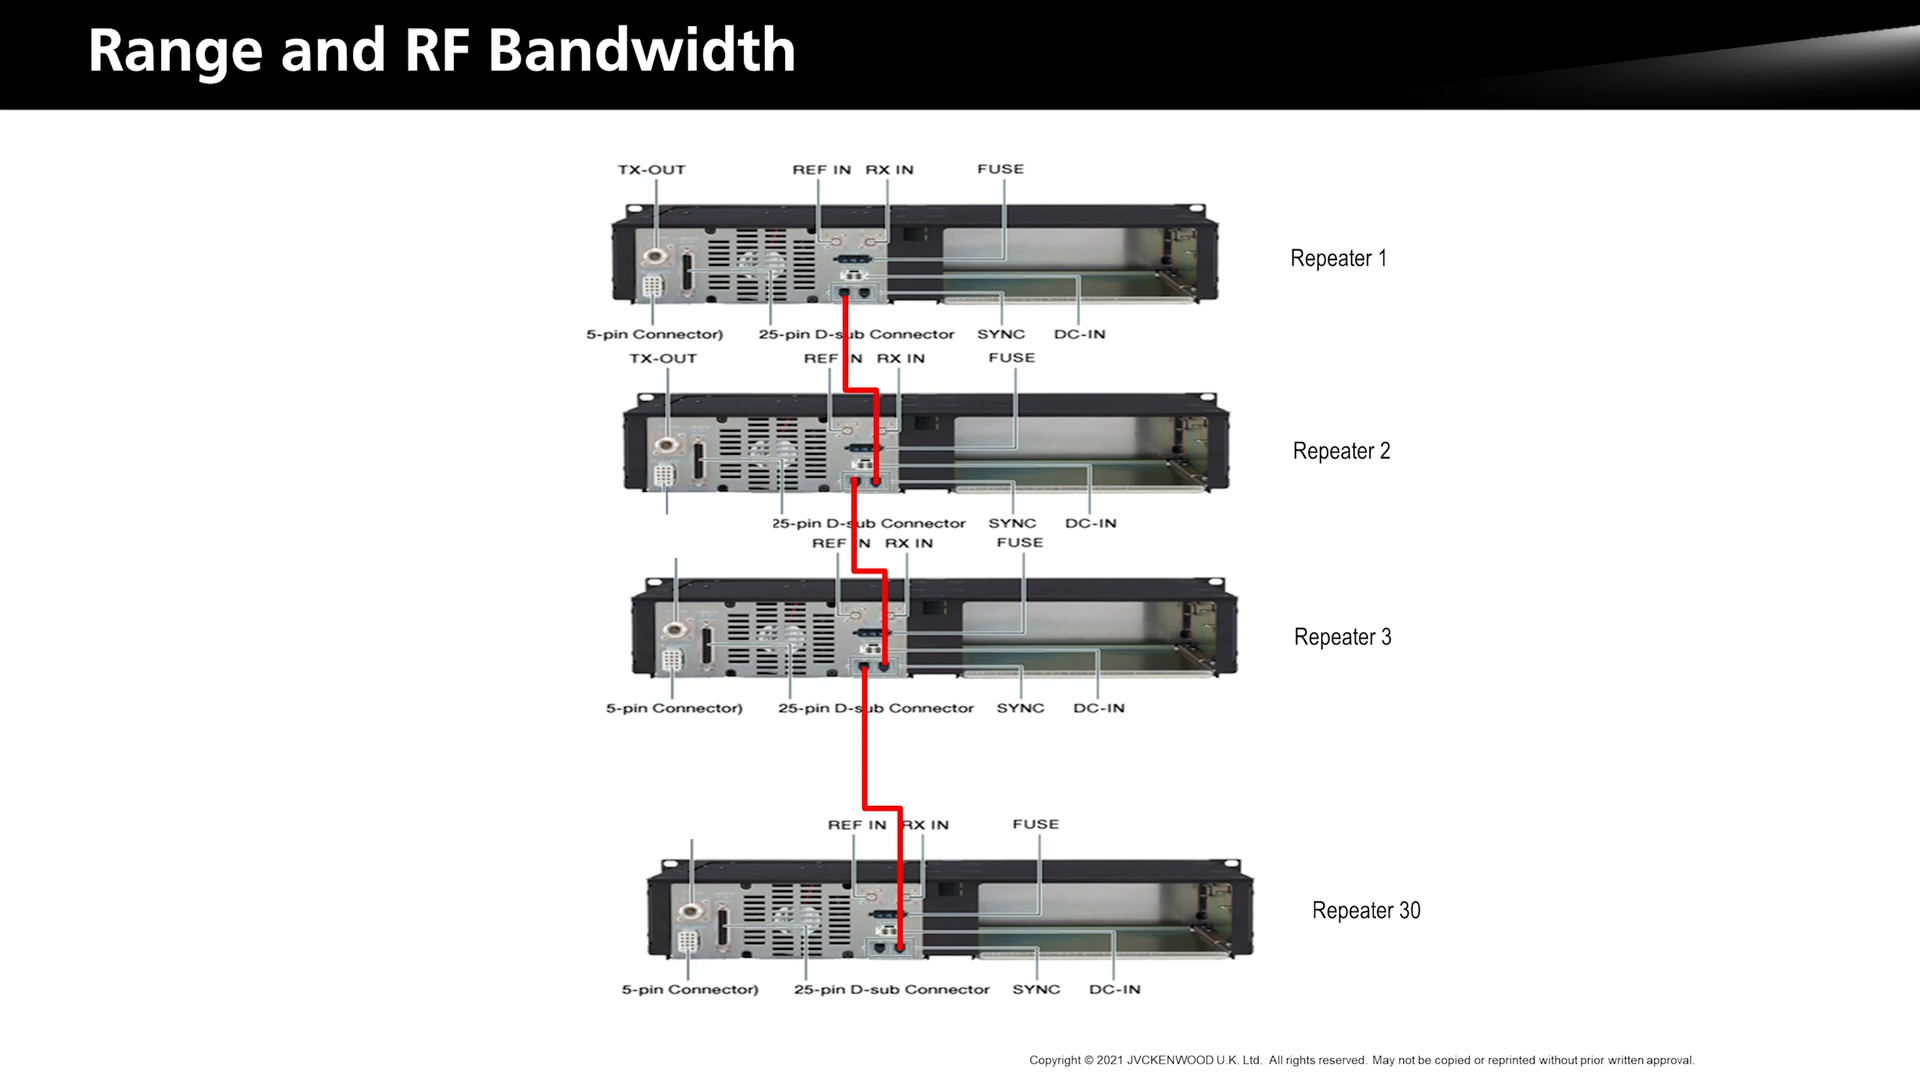 Range and RF Bandwidth
TX-OUT REF IN RX IN FUSE
Repeater 1
5-pin Connector) 25-pin D-sub Connector SYNC DC-IN
TX-OUT REF IN RX IN FUSE
Repeater 2
25-pin D-sub Connector SYNC DC-IN
REF IN RX IN FUSE
Repeater 3
5-pin Connector) 25-pin D-sub Connector SYNC DC-IN
REF IN RX IN FUSE
Repeater 30
5-pin Connector) 25-pin D-sub Connector SYNC DC-IN
Copyright © 2021 JVCKENWOOD U.K. Ltd. All rights reserved. May not be copied or reprinted without prior written approval.